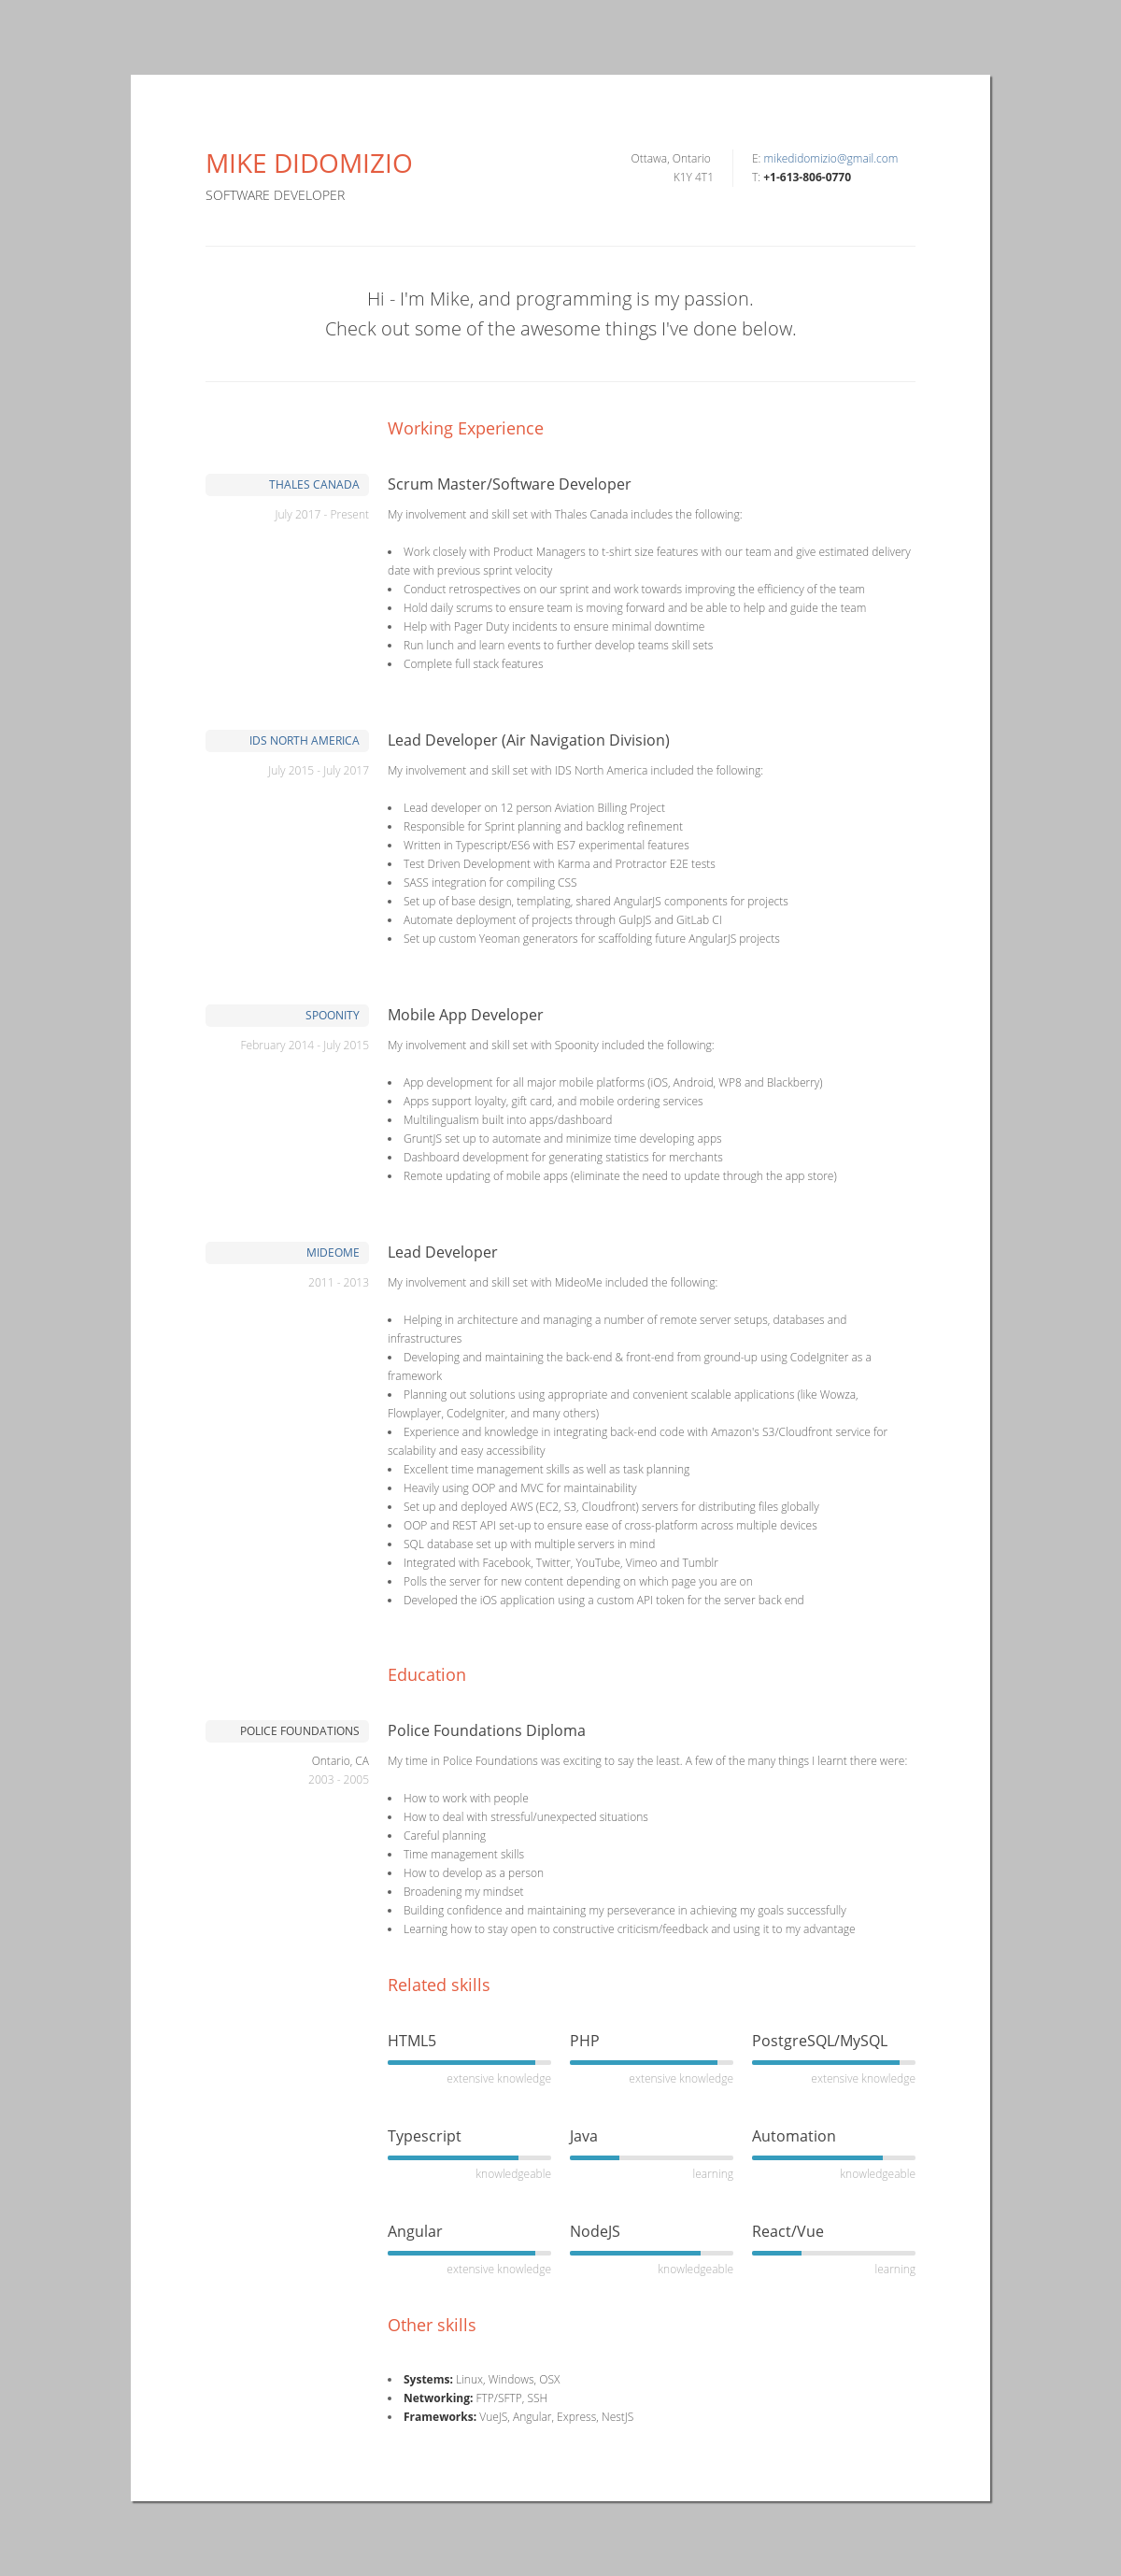 MIKE DIDOMIZIO
SOFTWARE DEVELOPER
Ottawa, Ontario
K1Y 4T1
E: mikedidomizio@gmail.com
T: +1-613-806-0770
Hi - I'm Mike, and programming is my passion.
Check out some of the awesome things I've done below.
Working Experience
THALES CANADA
July 2017 - Present
Scrum Master/Software Developer
My involvement and skill set with Thales Canada includes the following:
• Work closely with Product Managers to t-shirt size features with our team and give estimated delivery
date with previous sprint velocity
• Conduct retrospectives on our sprint and work towards improving the efficiency of the team
• Hold daily scrums to ensure team is moving forward and be able to help and guide the team
• Help with Pager Duty incidents to ensure minimal downtime
• Run lunch and learn events to further develop teams skill sets
• Complete full stack features
IDS NORTH AMERICA
July 2015 - July 2017
Lead Developer (Air Navigation Division)
My involvement and skill set with IDS North America included the following:
• Lead developer on 12 person Aviation Billing Project
• Responsible for Sprint planning and backlog refinement
• Written in Typescript/ES6 with ES7 experimental features
• Test Driven Development with Karma and Protractor E2E tests
• SASS integration for compiling CSS
• Set up of base design, templating, shared AngularJS components for projects
• Automate deployment of projects through GulpJS and GitLab CI
• Set up custom Yeoman generators for scaffolding future AngularJS projects
SPOONITY
February 2014 - July 2015
Mobile App Developer
My involvement and skill set with Spoonity included the following:
• App development for all major mobile platforms (iOS, Android, WP8 and Blackberry)
• Apps support loyalty, gift card, and mobile ordering services
• Multilingualism built into apps/dashboard
• GruntJS set up to automate and minimize time developing apps
• Dashboard development for generating statistics for merchants
• Remote updating of mobile apps (eliminate the need to update through the app store)
MIDEOME
2011 - 2013
Lead Developer
My involvement and skill set with MideoMe included the following:
• Helping in architecture and managing a number of remote server setups, databases and
infrastructures
• Developing and maintaining the back-end & front-end from ground-up using CodeIgniter as a
framework
• Planning out solutions using appropriate and convenient scalable applications (like Wowza,
Flowplayer, CodeIgniter, and many others)
• Experience and knowledge in integrating back-end code with Amazon's S3/Cloudfront service for
scalability and easy accessibility
• Excellent time management skills as well as task planning
• Heavily using OOP and MVC for maintainability
• Set up and deployed AWS (EC2, S3, Cloudfront) servers for distributing files globally
• OOP and REST API set-up to ensure ease of cross-platform across multiple devices
• SQL database set up with multiple servers in mind
• Integrated with Facebook, Twitter, YouTube, Vimeo and Tumblr
• Polls the server for new content depending on which page you are on
• Developed the iOS application using a custom API token for the server back end
Education
POLICE FOUNDATIONS
Ontario, CA
2003 - 2005
Police Foundations Diploma
My time in Police Foundations was exciting to say the least. A few of the many things I learnt there were:
• How to work with people
• How to deal with stressful/unexpected situations
• Careful planning
• Time management skills
• How to develop as a person
• Broadening my mindset
• Building confidence and maintaining my perseverance in achieving my goals successfully
• Learning how to stay open to constructive criticism/feedback and using it to my advantage
Related skills
HTML5
extensive knowledge
PHP
extensive knowledge
PostgreSQL/MySQL
extensive knowledge
Typescript
knowledgeable
Java
learning
Automation
knowledgeable
Angular
extensive knowledge
NodeJS
knowledgeable
React/Vue
learning
Other skills
• Systems: Linux, Windows, OSX
• Networking: FTP/SFTP, SSH
• Frameworks: VueJS, Angular, Express, NestJS